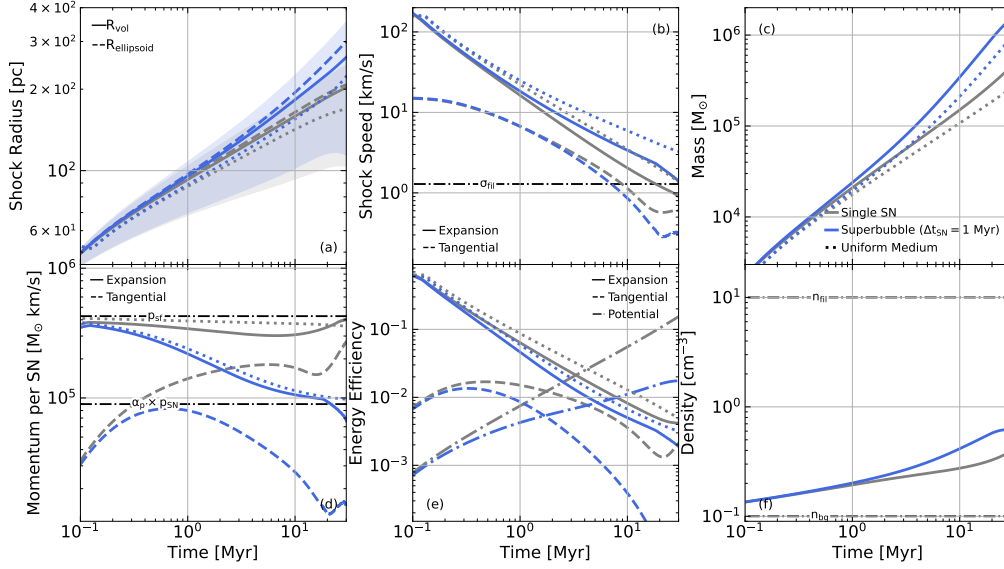 4 × 10²
3 × 10²
2 × 10²
10²
6 × 10¹
Shock Radius [pc]
R_vol
R_ellipsoid
(a)
10²
10¹
10⁰
Shock Speed [km/s]
(b)
σ_fil
Expansion
Tangential
10⁶
10⁵
10⁴
Mass [M⊙]
(c)
Single SN
Superbubble (Δt_SN = 1 Myr)
Uniform Medium
10⁶
10⁵
Momentum per SN [M⊙ km/s]
Expansion
Tangential
p_sf
α_p × p_SN
(d)
10⁻¹ 10⁰ 10¹
Time [Myr]
10⁻¹
10⁻²
10⁻³
Energy Efficiency
Expansion
Tangential
Potential
(e)
10⁻¹ 10⁰ 10¹
Time [Myr]
10¹
10⁰
10⁻¹
Density [cm⁻³]
n_fil
n_bg
(f)
10⁻¹ 10⁰ 10¹
Time [Myr]